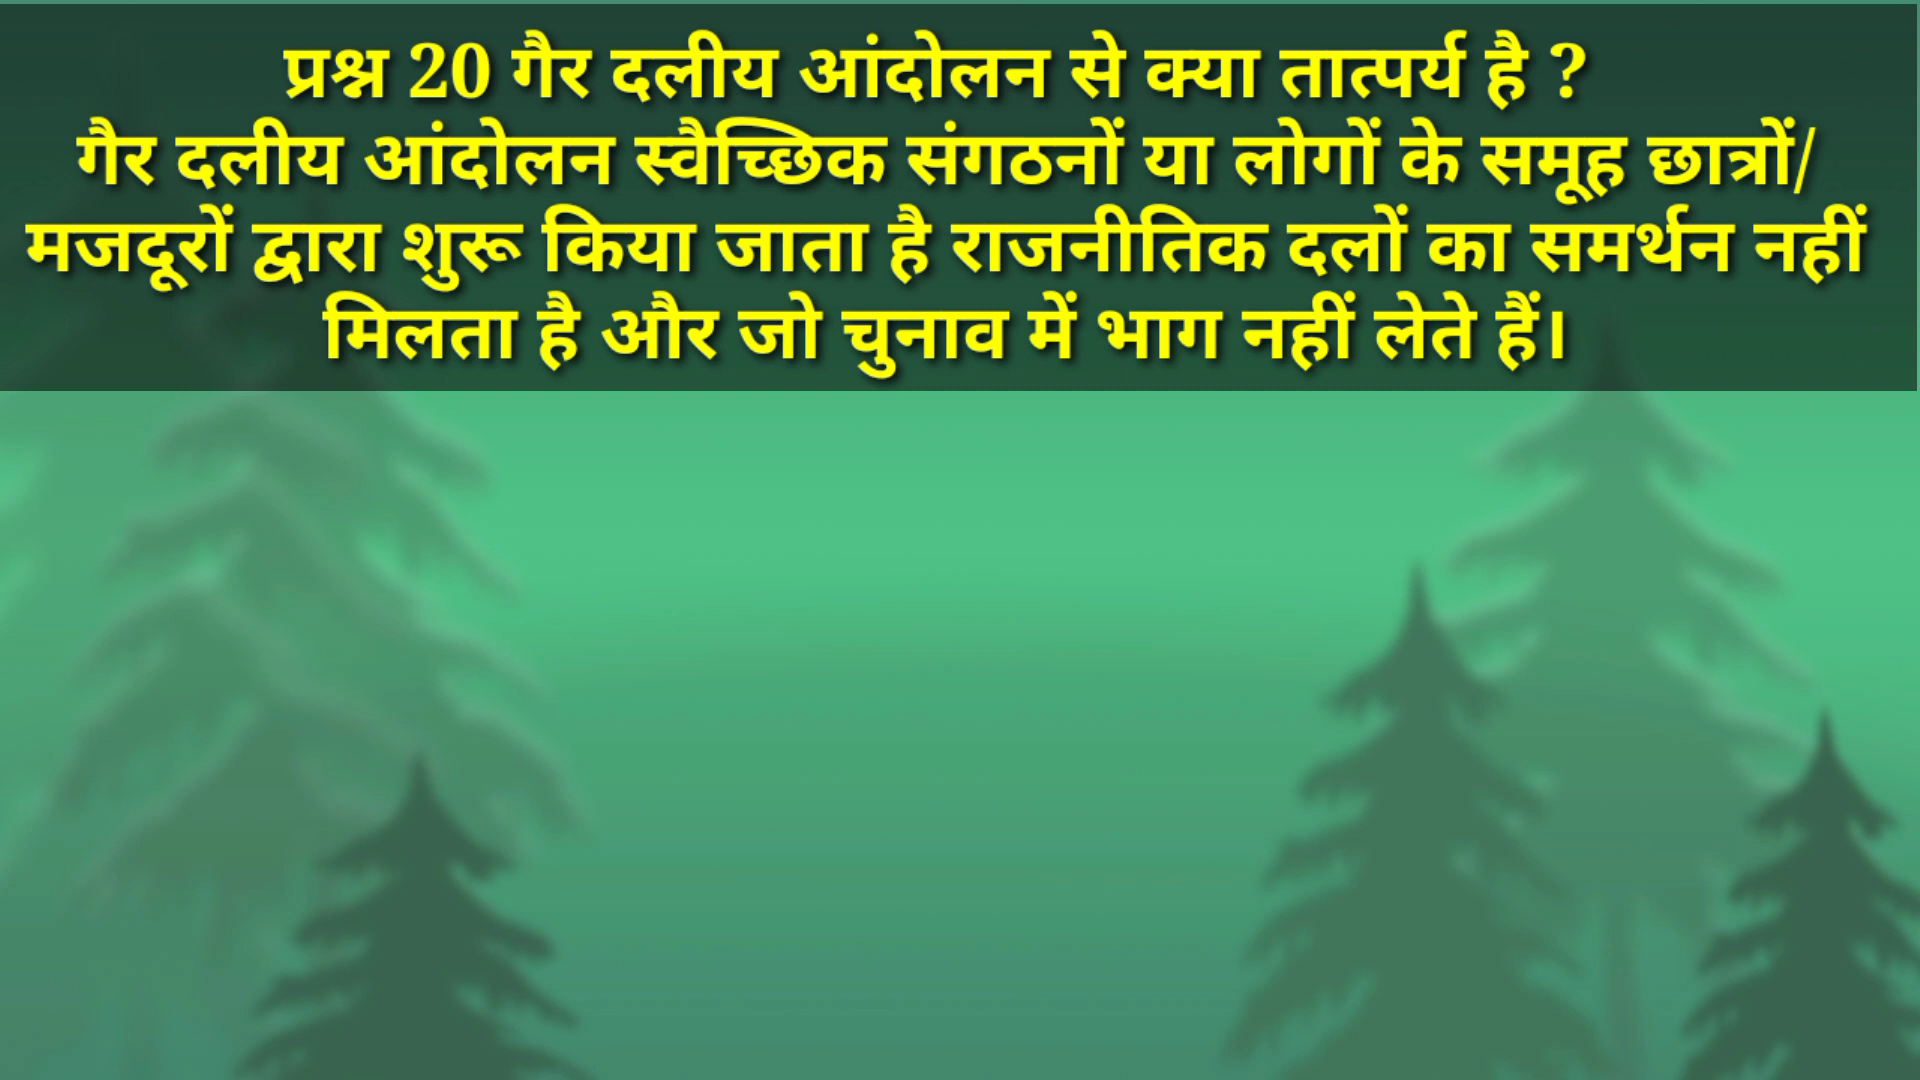 प्रश्न 20 गैर दलीय आंदोलन से क्या तात्पर्य है ?
गैर दलीय आंदोलन स्वैच्छिक संगठनों या लोगों के समूह छात्रों/
मजदूरों द्वारा शुरू किया जाता है राजनीतिक दलों का समर्थन नहीं
मिलता है और जो चुनाव में भाग नहीं लेते हैं।